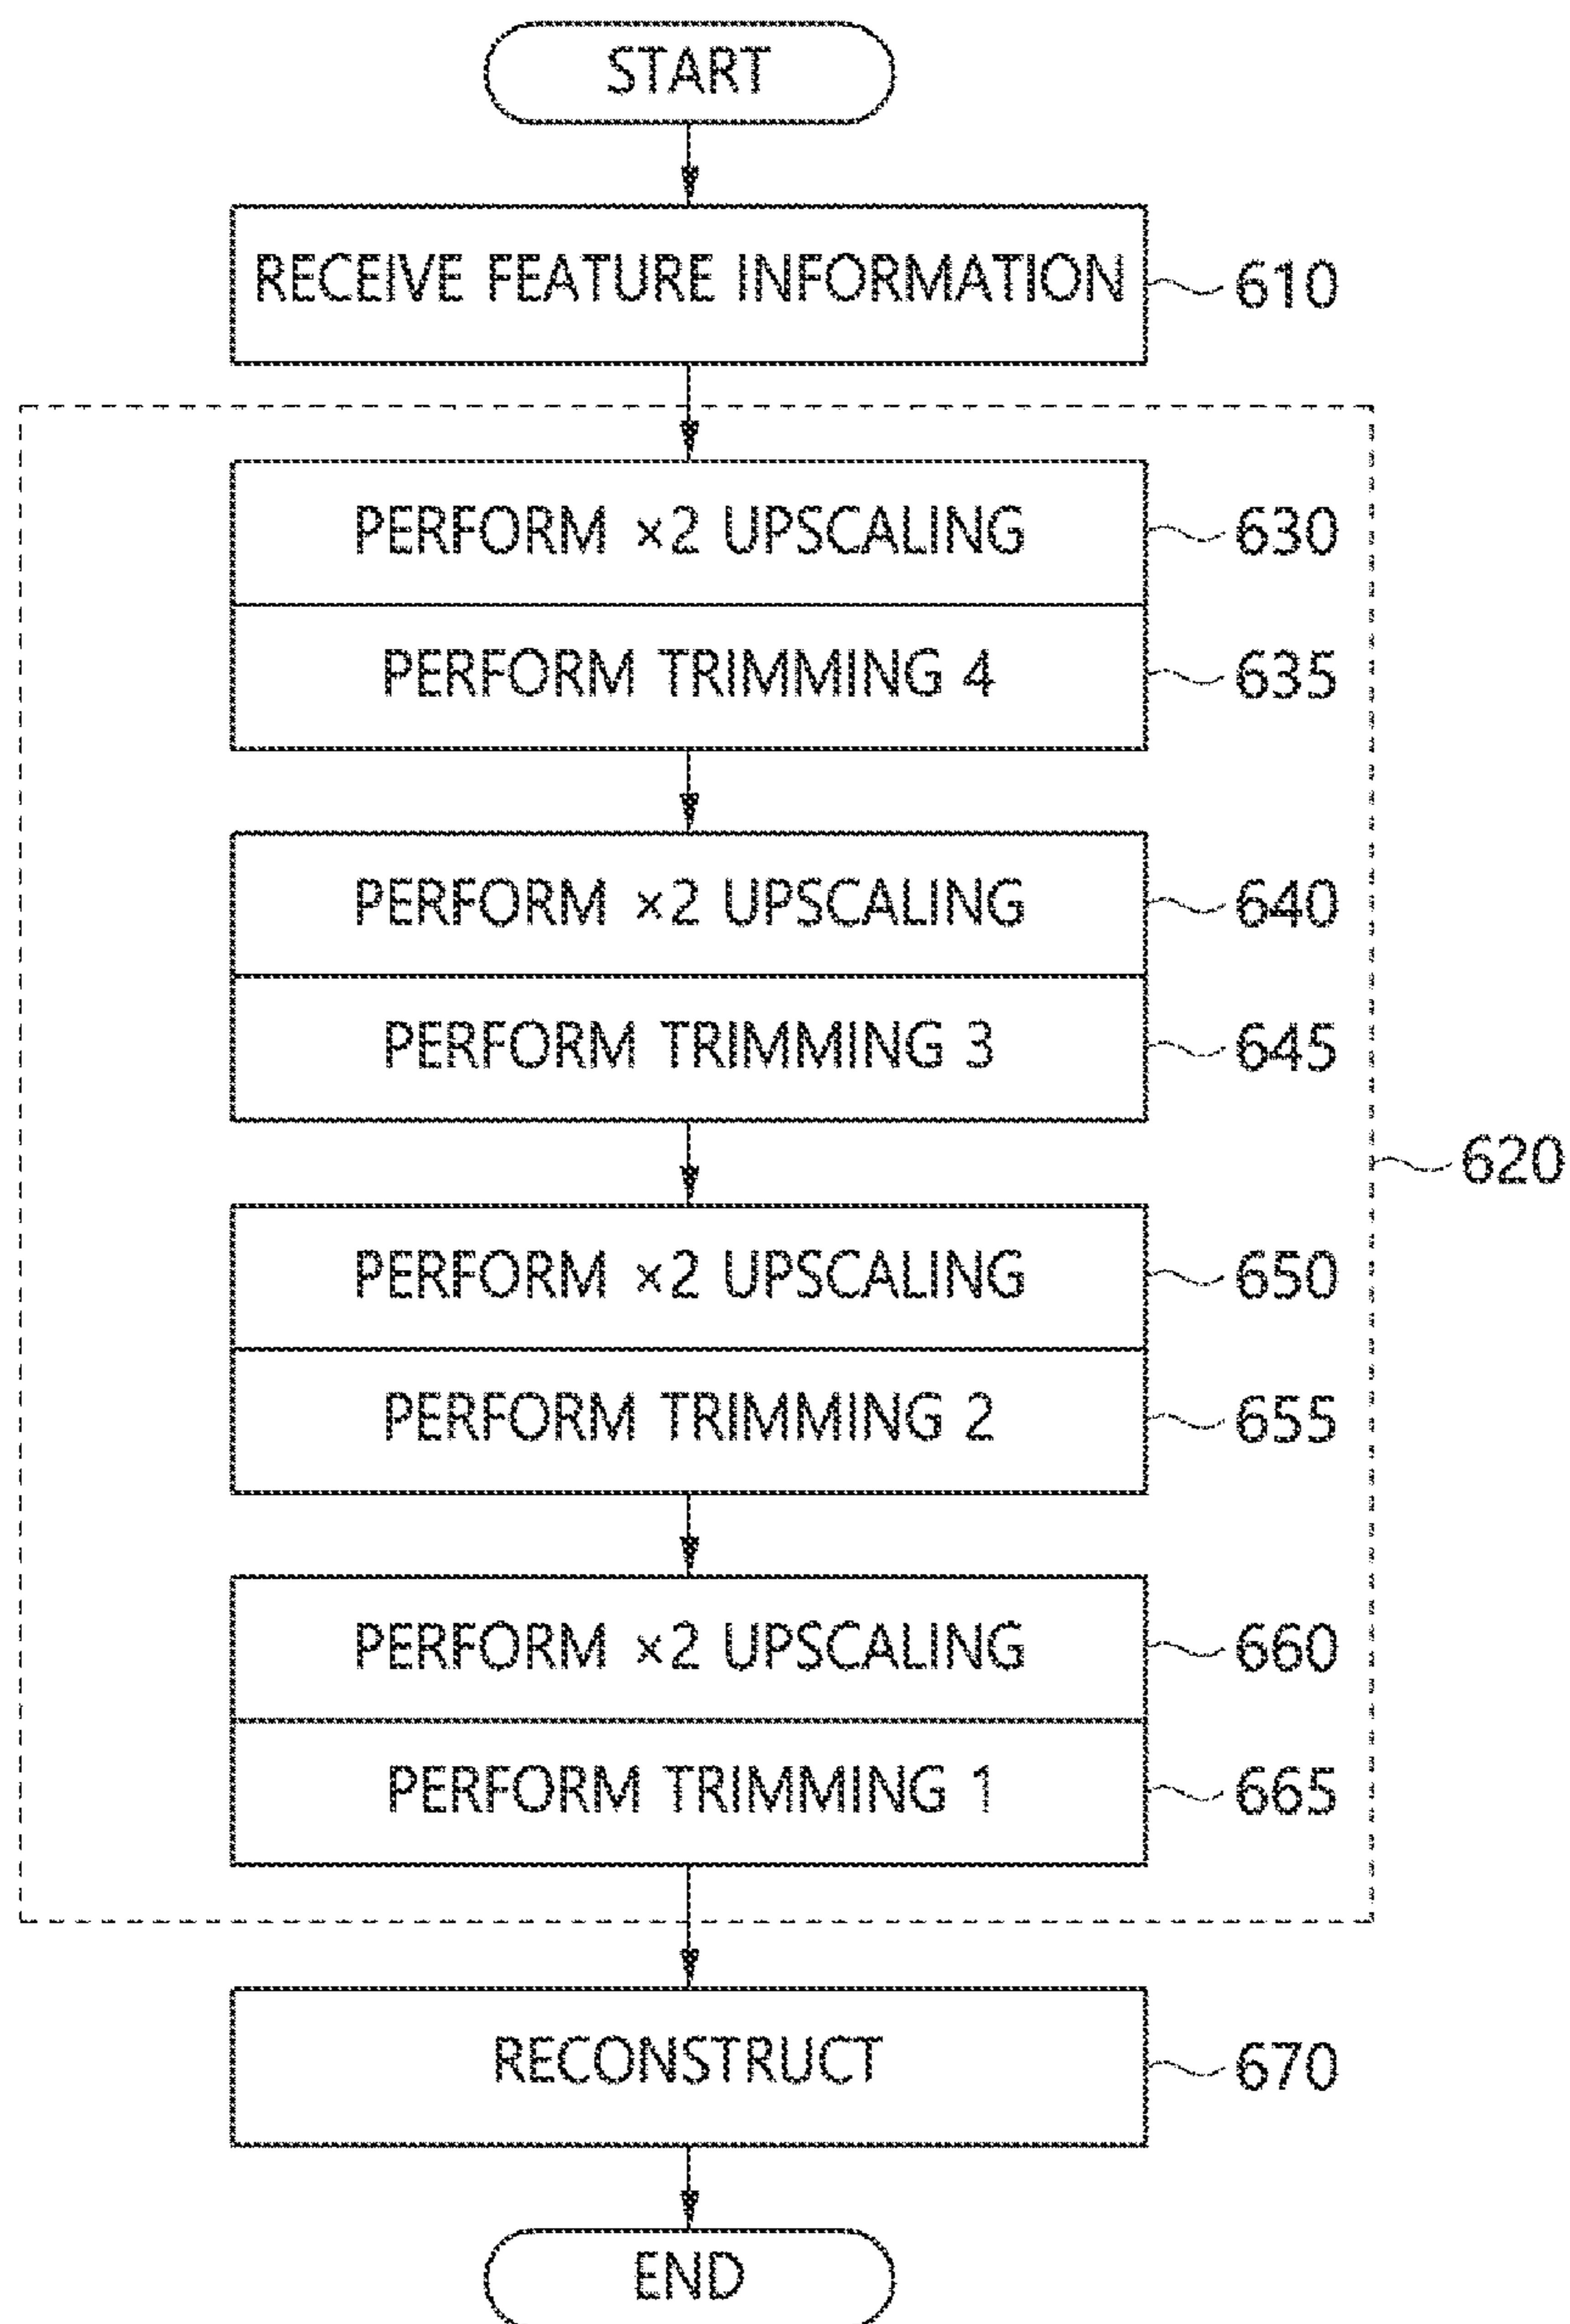 START
RECEIVE FEATURE INFORMATION 610
PERFORM ×2 UPSCALING 630
PERFORM TRIMMING 4 635
PERFORM ×2 UPSCALING 640
PERFORM TRIMMING 3 645
620
PERFORM ×2 UPSCALING 650
PERFORM TRIMMING 2 655
PERFORM ×2 UPSCALING 660
PERFORM TRIMMING 1 665
RECONSTRUCT 670
END